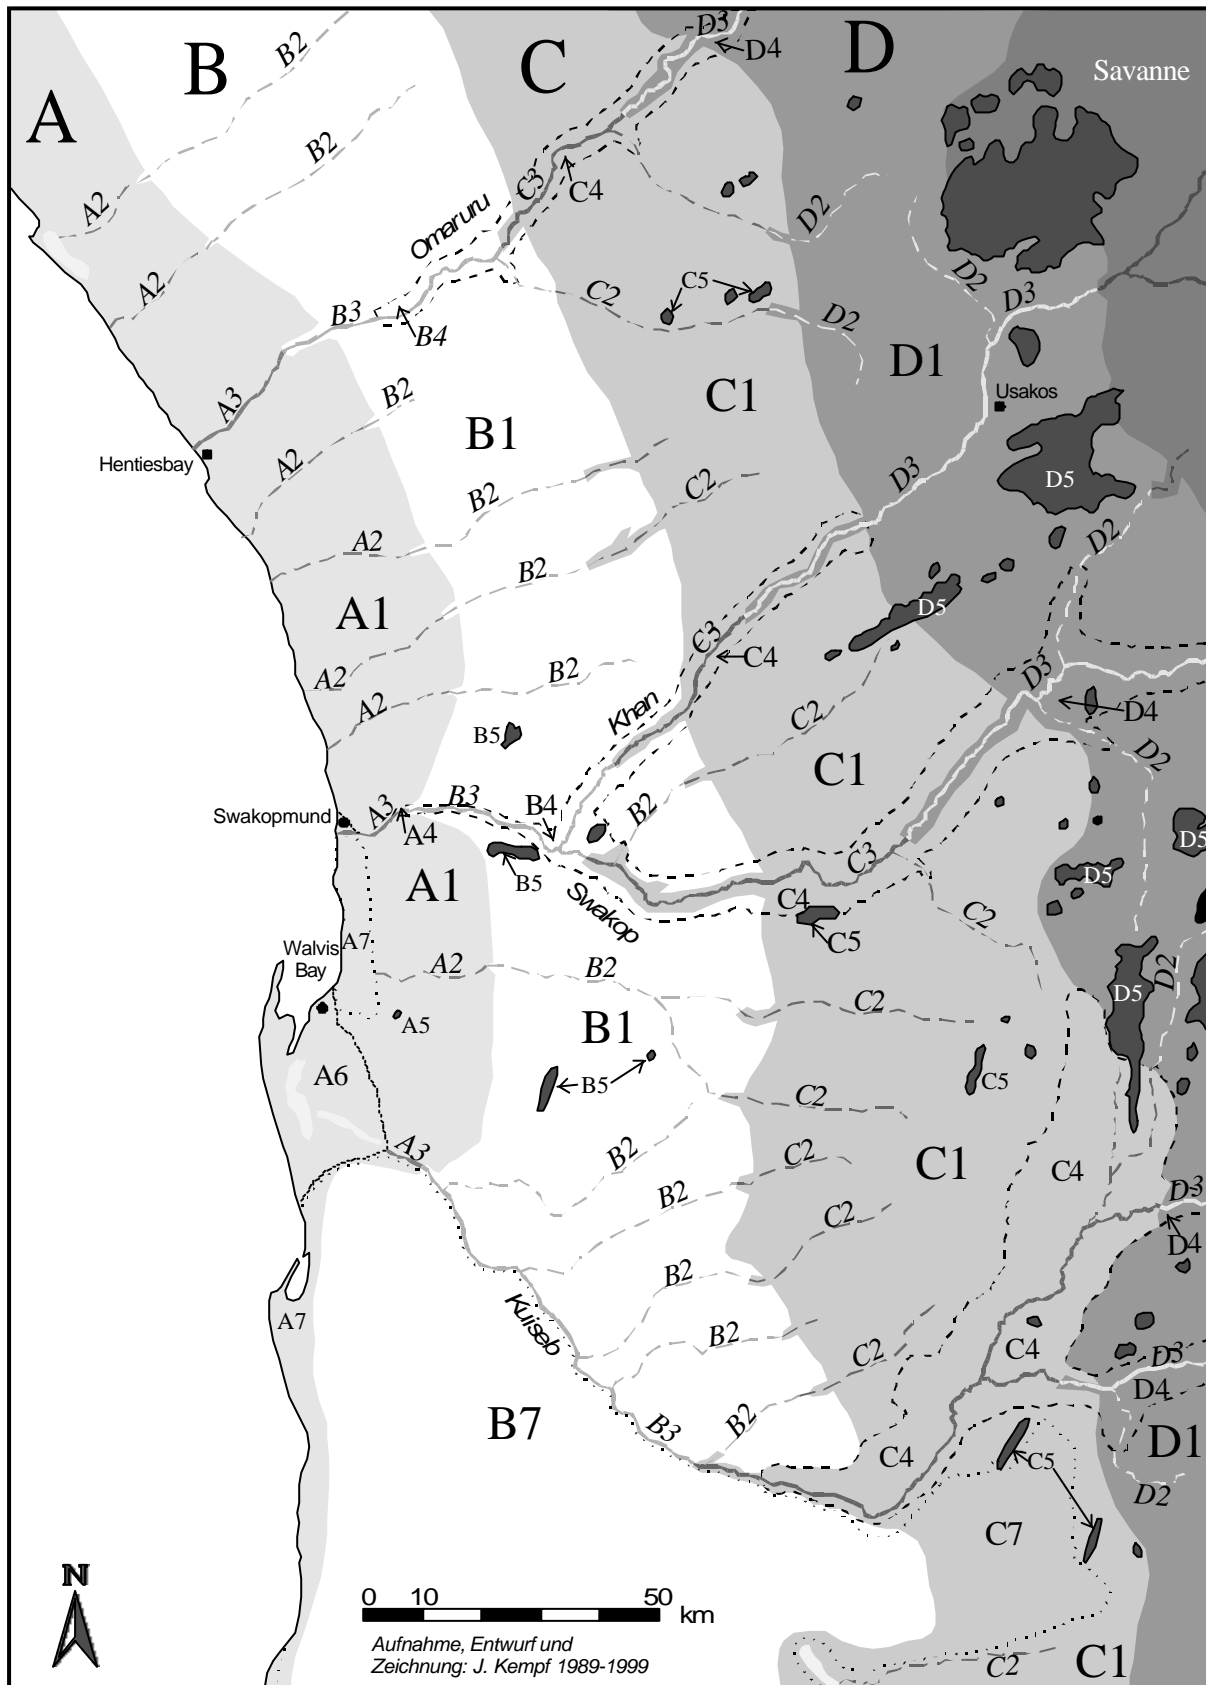 A
B
C
D
Savanne
B2
B2
D3
D4
A2
A2
C3
C4
Omaruru
D2
D2
D3
C5
C2
D2
B3
B4
B2
A3
A2
Hentiesbay
B1
C1
D1
Usakos
D5
D3
B2
C2
A2
B2
D2
A1
D5
C3
C4
A2
A2
B2
C2
Khan
B5
D3
D4
D2
C1
Swakopmund
A3
A4
B3
B4
B2
D5
A1
B5
Swakop
C3
C4
C5
D5
C2
A7
Walvis
Bay
A2
B2
D2
D5
C2
A5
B1
A6
B5
C5
C2
A3
B2
C2
C1
C4
B2
C2
D3
D4
B2
Kuiseb
A7
B2
C2
C4
D3
D4
B7
B3
B2
C4
C5
D1
D2
C7
N
0 10 50
km
Aufnahme, Entwurf und
Zeichnung: J. Kempf 1989-1999
C2
C1